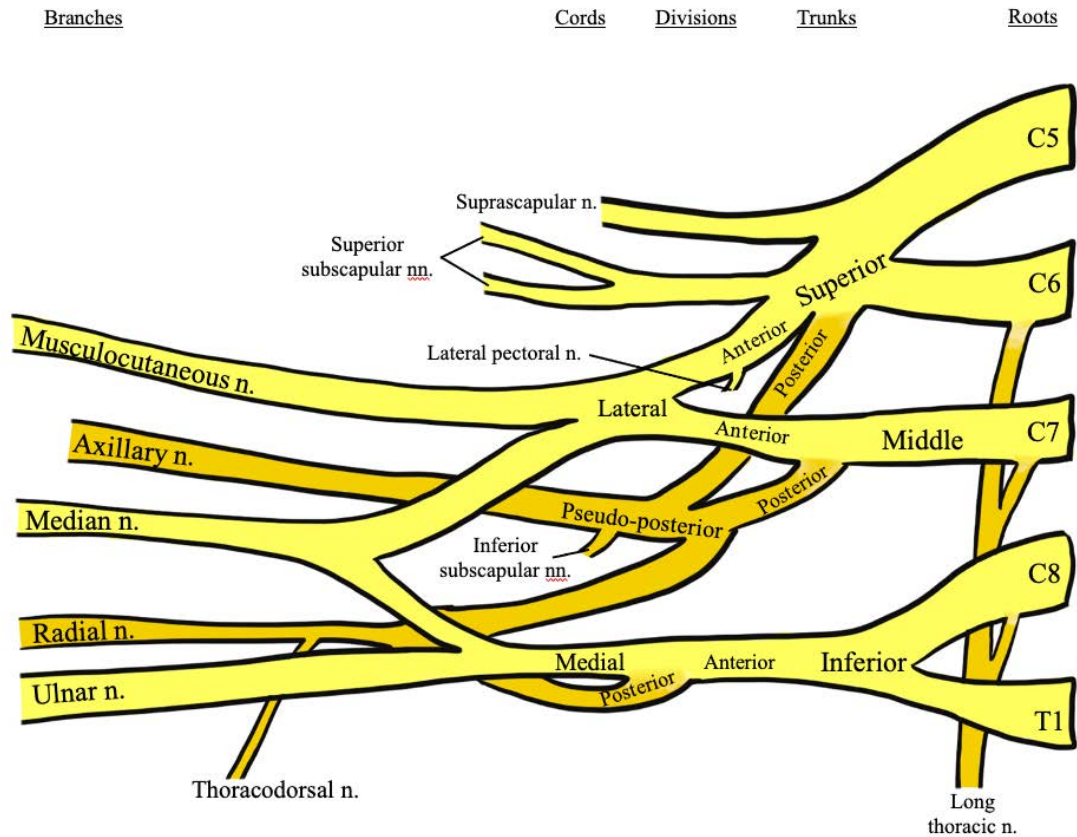 Branches
Cords
Divisions
Trunks
Roots
C5
Suprascapular n.
Superior
subscapular nn.
Superior
C6
Musculocutaneous n.
Lateral pectoral n.
Anterior
Posterior
Lateral
Anterior
Middle
C7
Axillary n.
Posterior
Median n.
Pseudo-posterior
Inferior
subscapular nn.
C8
Radial n.
Medial
Anterior
Inferior
Ulnar n.
Posterior
T1
Thoracodorsal n.
Long
thoracic n.